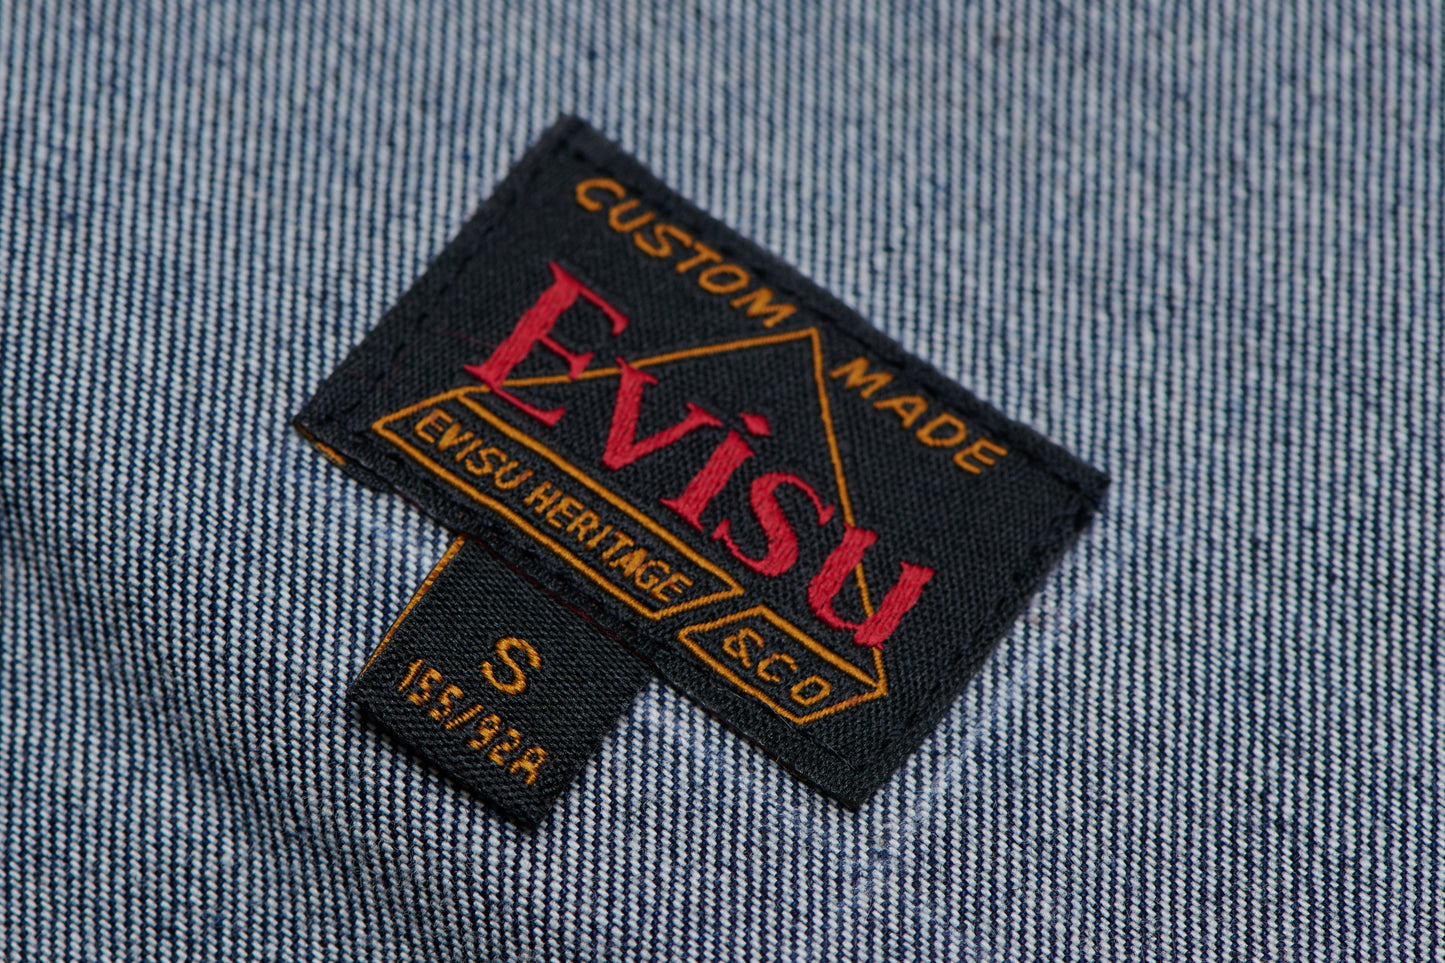 CUSTOM MADE
Evisu
EVISU HERITAGE &CO
S
155/92A